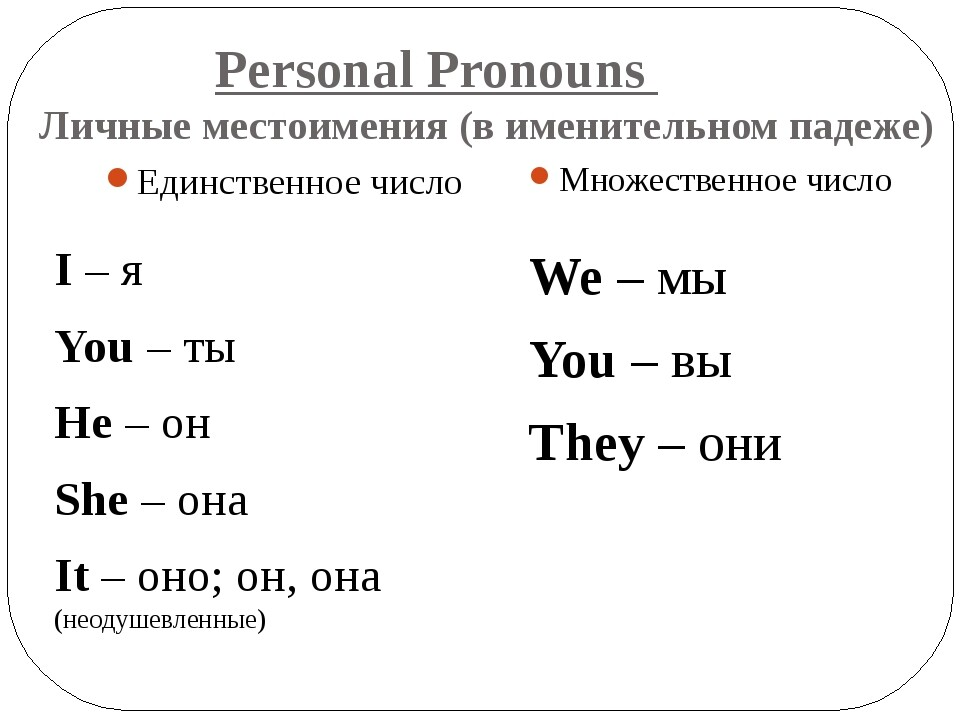 Personal Pronouns
Личные местоимения (в именительном падеже)
Единственное число
I – я
You – ты
He – он
She – она
It – оно; он, она
(неодушевленные)
Множественное число
We – мы
You – вы
They – они